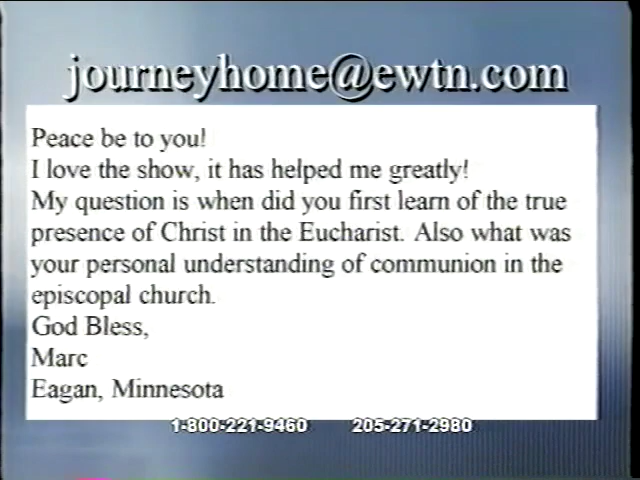 journeyhome@ewtn.com
Peace be to you!
I love the show, it has helped me greatly!
My question is when did you first learn of the true
presence of Christ in the Eucharist. Also what was
your personal understanding of communion in the
episcopal church.
God Bless,
Marc
Eagan, Minnesota
1-800-221-9460 205-271-2980